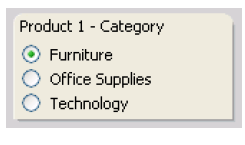 Product 1 - Category
Furniture
Office Supplies
Technology